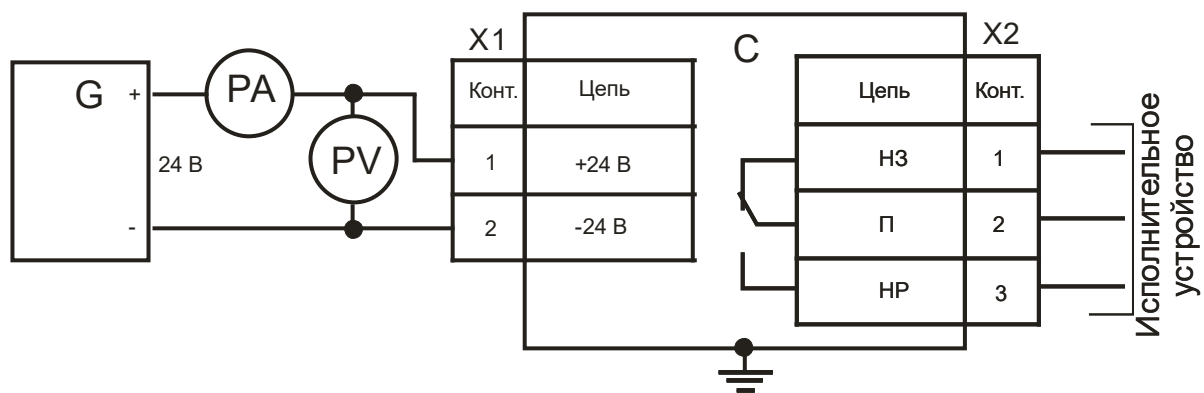 G
+
24 В
-
PA
PV
X1
Конт.
Цепь
1
+24 В
2
-24 В
C
X2
Цепь
Конт.
НЗ
1
П
2
НР
3
Исполнительное
устройство